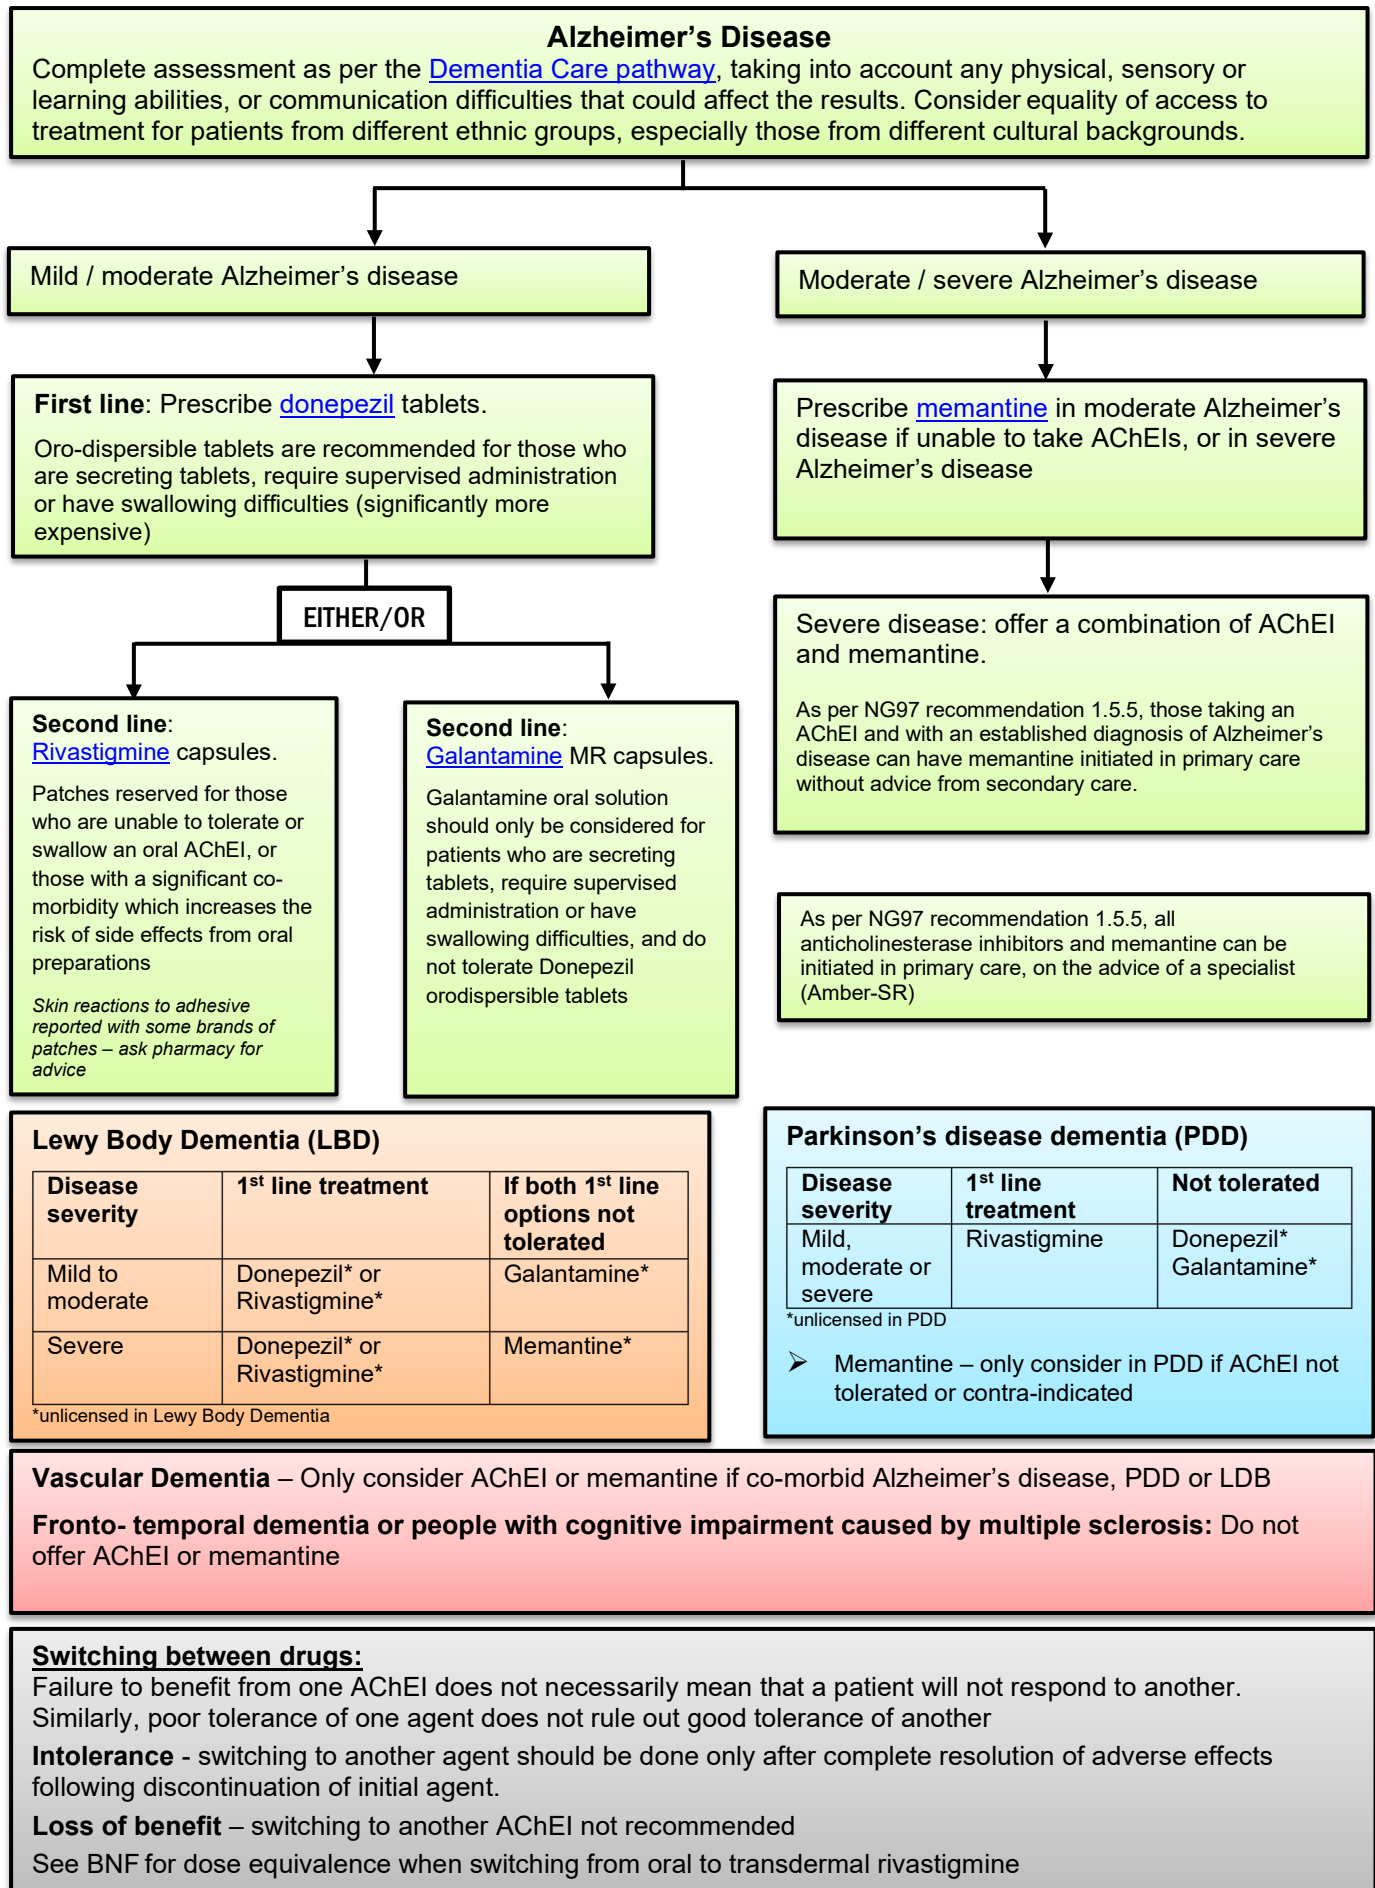 Alzheimer’s Disease
Complete assessment as per the Dementia Care pathway, taking into account any physical, sensory or
learning abilities, or communication difficulties that could affect the results. Consider equality of access to
treatment for patients from different ethnic groups, especially those from different cultural backgrounds.
Mild / moderate Alzheimer’s disease
Moderate / severe Alzheimer’s disease
First line: Prescribe donepezil tablets.
Oro-dispersible tablets are recommended for those who
are secreting tablets, require supervised administration
or have swallowing difficulties (significantly more
expensive)
Prescribe memantine in moderate Alzheimer’s
disease if unable to take AChEIs, or in severe
Alzheimer’s disease
EITHER/OR
Severe disease: offer a combination of AChEI
and memantine.
As per NG97 recommendation 1.5.5, those taking an
AChEI and with an established diagnosis of Alzheimer’s
disease can have memantine initiated in primary care
without advice from secondary care.
Second line:
Rivastigmine capsules.
Patches reserved for those
who are unable to tolerate or
swallow an oral AChEI, or
those with a significant co-
morbidity which increases the
risk of side effects from oral
preparations
Skin reactions to adhesive
reported with some brands of
patches – ask pharmacy for
advice
Second line:
Galantamine MR capsules.
Galantamine oral solution
should only be considered for
patients who are secreting
tablets, require supervised
administration or have
swallowing difficulties, and do
not tolerate Donepezil
orodispersible tablets
As per NG97 recommendation 1.5.5, all
anticholinesterase inhibitors and memantine can be
initiated in primary care, on the advice of a specialist
(Amber-SR)
Lewy Body Dementia (LBD)
Disease
severity
1st line treatment
If both 1st line
options not
tolerated
Mild to
moderate
Donepezil* or
Rivastigmine*
Galantamine*
Severe
Donepezil* or
Rivastigmine*
Memantine*
*unlicensed in Lewy Body Dementia
Parkinson’s disease dementia (PDD)
Disease
severity
1st line
treatment
Not tolerated
Mild,
moderate or
severe
Rivastigmine
Donepezil*
Galantamine*
*unlicensed in PDD
➢ Memantine – only consider in PDD if AChEI not
tolerated or contra-indicated
Vascular Dementia – Only consider AChEI or memantine if co-morbid Alzheimer’s disease, PDD or LDB
Fronto- temporal dementia or people with cognitive impairment caused by multiple sclerosis: Do not
offer AChEI or memantine
Switching between drugs:
Failure to benefit from one AChEI does not necessarily mean that a patient will not respond to another.
Similarly, poor tolerance of one agent does not rule out good tolerance of another
Intolerance - switching to another agent should be done only after complete resolution of adverse effects
following discontinuation of initial agent.
Loss of benefit – switching to another AChEI not recommended
See BNF for dose equivalence when switching from oral to transdermal rivastigmine